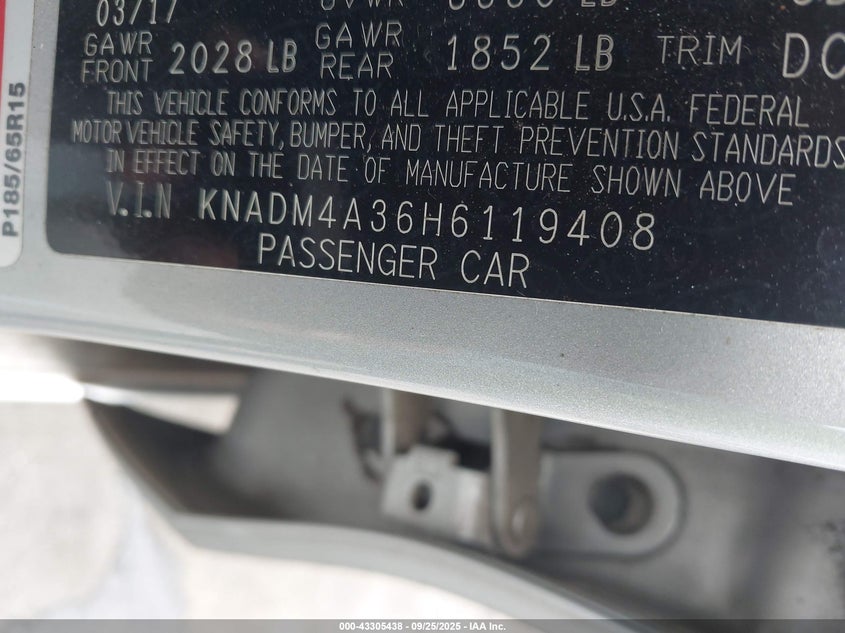 03/17
GAWR FRONT 2028 LB GAWR REAR 1852 LB TRIM DC
THIS VEHICLE CONFORMS TO ALL APPLICABLE U.S.A. FEDERAL
MOTOR VEHICLE SAFETY, BUMPER, AND THEFT PREVENTION STANDARDS
IN EFFECT ON THE DATE OF MANUFACTURE SHOWN ABOVE
V.I.N KNADM4A36H6119408
PASSENGER CAR
P185/65R15
000-43305438 - 09/25/2025 - IAA Inc.